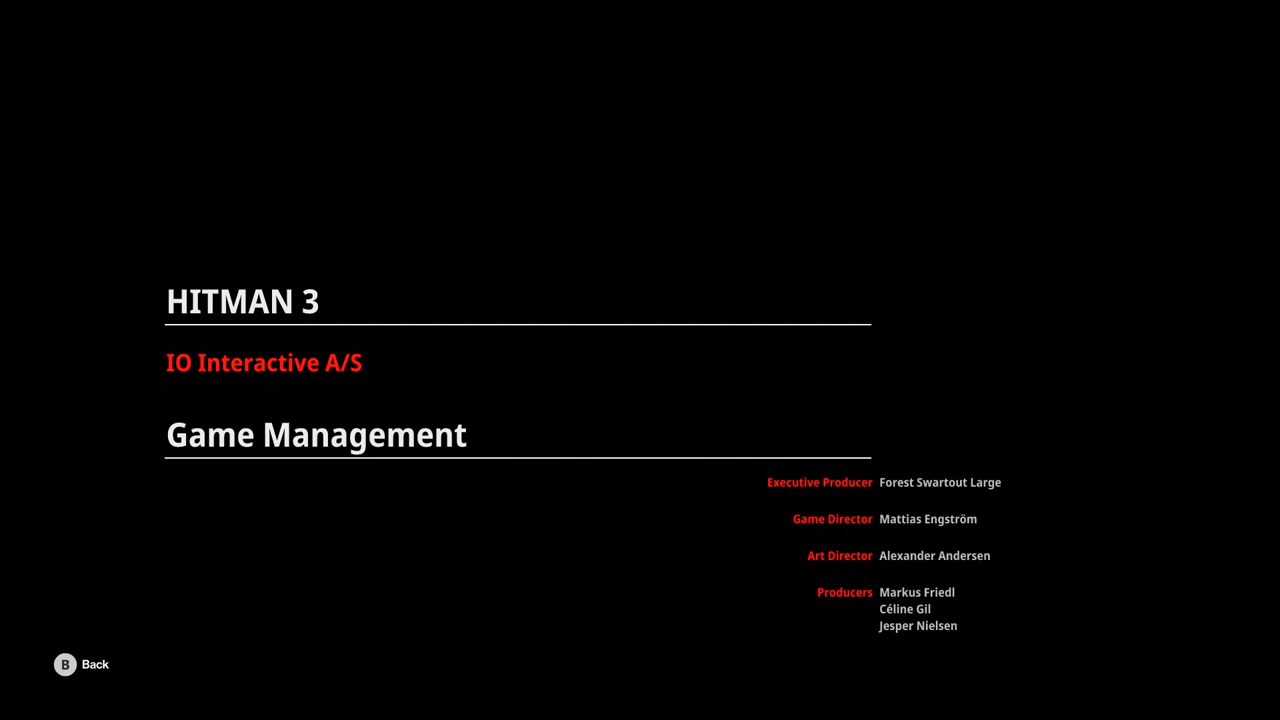 HITMAN 3
IO Interactive A/S
Game Management
Executive Producer Forest Swartout Large
Game Director Mattias Engström
Art Director Alexander Andersen
Producers Markus Friedl
Céline Gil
Jesper Nielsen
B Back